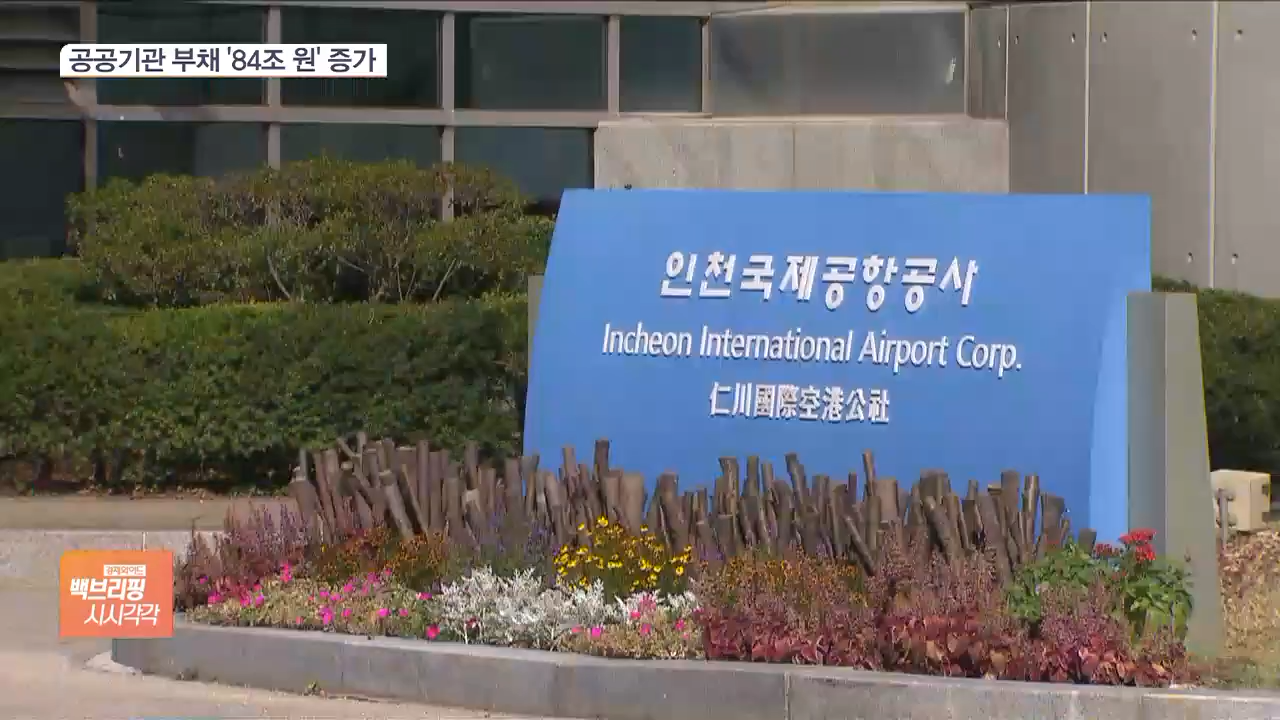 공공기관 부채 '84조 원' 증가
인천국제공항공사
Incheon International Airport Corp.
仁川國際空港公社
경제와이드
백브리핑
시시각각